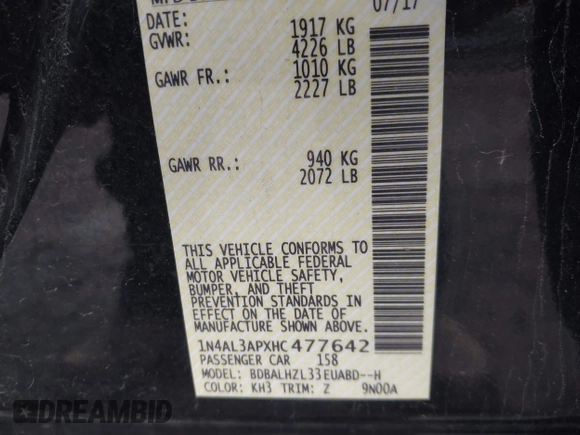 DATE: 07/17
GVWR: 1917 KG
4226 LB
GAWR FR.: 1010 KG
2227 LB
GAWR RR.: 940 KG
2072 LB
THIS VEHICLE CONFORMS TO
ALL APPLICABLE FEDERAL
MOTOR VEHICLE SAFETY,
BUMPER, AND THEFT
PREVENTION STANDARDS IN
EFFECT ON THE DATE OF
MANUFACTURE SHOWN ABOVE.
1N4AL3APXHC477642
PASSENGER CAR 158
MODEL: BDBALHZL33EUABD--H
COLOR: KH3 TRIM: Z 9N00A
DREAMBID